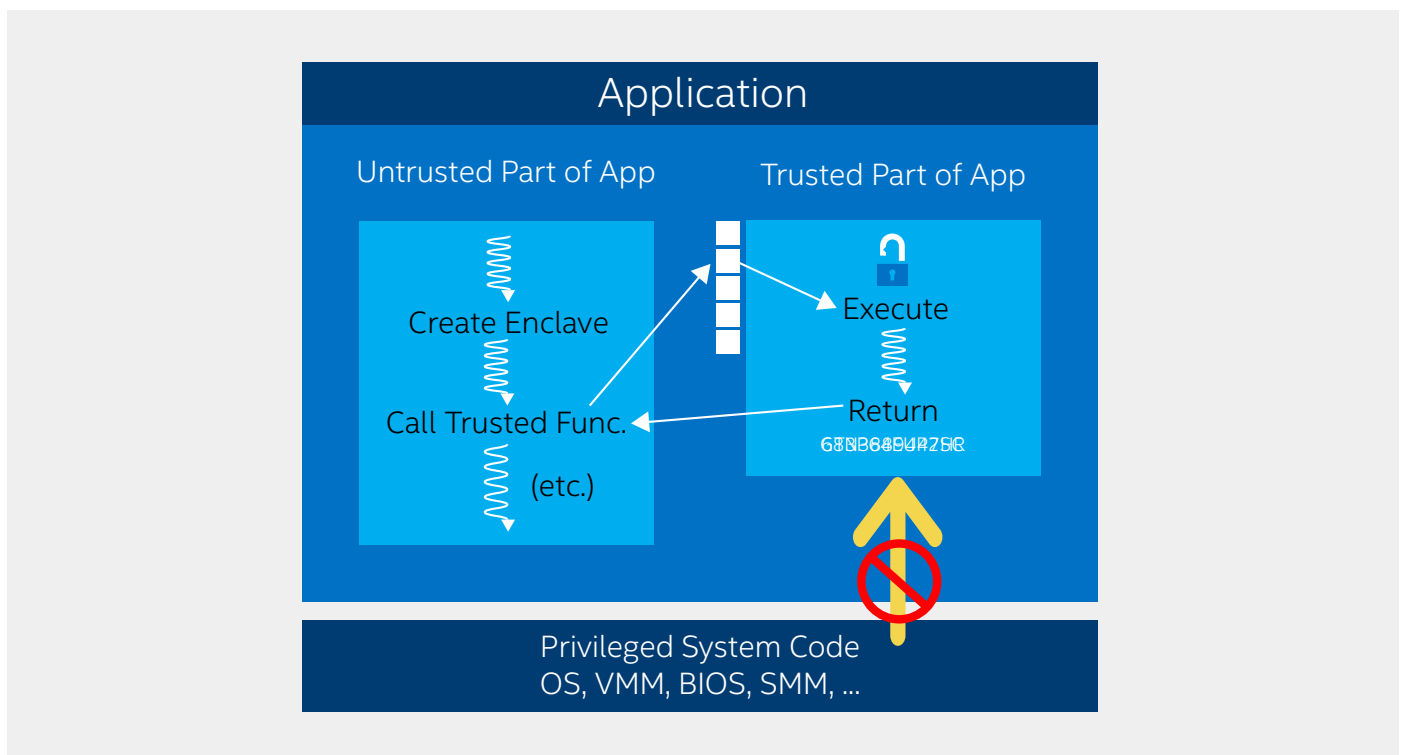 Application
Untrusted Part of App
Trusted Part of App
Create Enclave
Call Trusted Func.
(etc.)
Execute
Return
Privileged System Code
OS, VMM, BIOS, SMM, ...